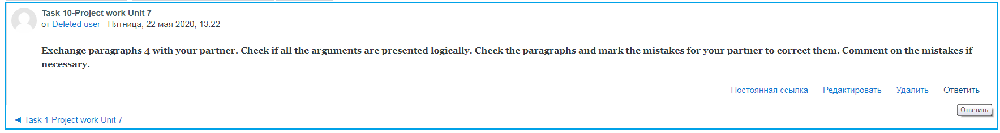 Task 10-Project work Unit 7
от Deleted user - Пятница, 22 мая 2020, 13:22
Exchange paragraphs 4 with your partner. Check if all the arguments are presented logically. Check the paragraphs and mark the mistakes for your partner to correct them. Comment on the mistakes if
necessary.
Постоянная ссылка Редактировать Удалить Ответить
Ответить
◄ Task 1-Project work Unit 7